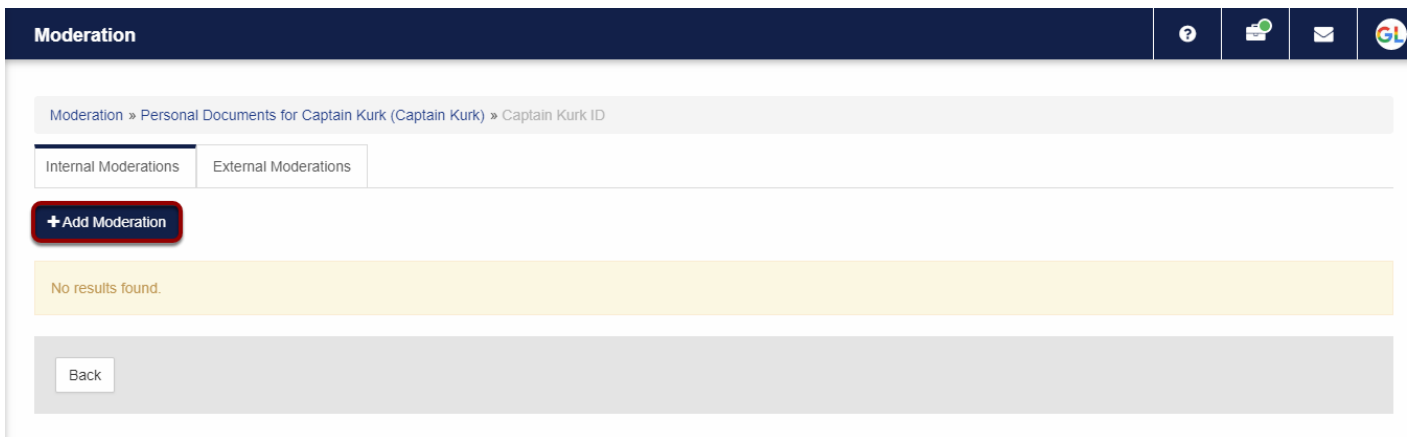 Moderation
GL
Moderation » Personal Documents for Captain Kurk (Captain Kurk) » Captain Kurk ID
Internal Moderations External Moderations
+ Add Moderation
No results found.
Back